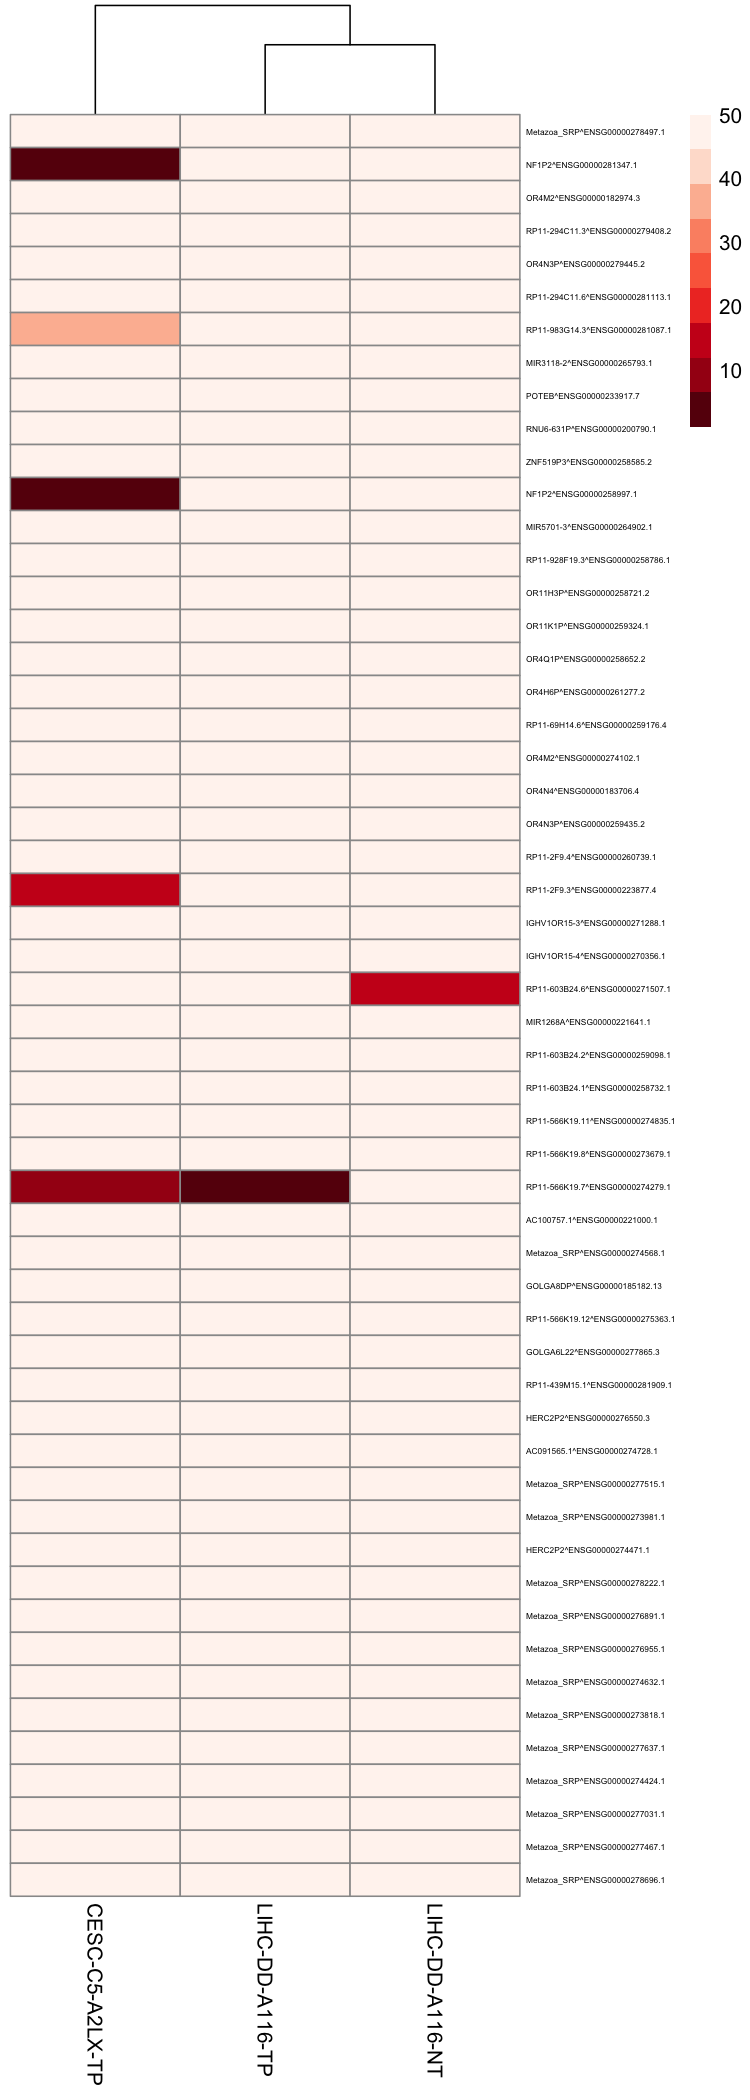 50
40
30
20
10
Metazoa_SRP^ENSG00000278497.1
NF1P2^ENSG00000281347.1
OR4M2^ENSG00000182974.3
RP11-294C11.3^ENSG00000279408.2
OR4N3P^ENSG00000279445.2
RP11-294C11.6^ENSG00000281113.1
RP11-983G14.3^ENSG00000281087.1
MIR3118-2^ENSG00000265793.1
POTEB^ENSG00000233917.7
RNU6-631P^ENSG00000200790.1
ZNF519P3^ENSG00000258585.2
NF1P2^ENSG00000258997.1
MIR5701-3^ENSG00000264902.1
RP11-928F19.3^ENSG00000258786.1
OR11H3P^ENSG00000258721.2
OR11K1P^ENSG00000259324.1
OR4Q1P^ENSG00000258652.2
OR4H6P^ENSG00000261277.2
RP11-69H14.6^ENSG00000259176.4
OR4M2^ENSG00000274102.1
OR4N4^ENSG00000183706.4
OR4N3P^ENSG00000259435.2
RP11-2F9.4^ENSG00000260739.1
RP11-2F9.3^ENSG00000223877.4
IGHV1OR15-3^ENSG00000271288.1
IGHV1OR15-4^ENSG00000270356.1
RP11-603B24.6^ENSG00000271507.1
MIR1268A^ENSG00000221641.1
RP11-603B24.2^ENSG00000259098.1
RP11-603B24.1^ENSG00000258732.1
RP11-566K19.11^ENSG00000274835.1
RP11-566K19.8^ENSG00000273679.1
RP11-566K19.7^ENSG00000274279.1
AC100757.1^ENSG00000221000.1
Metazoa_SRP^ENSG00000274568.1
GOLGA8DP^ENSG00000185182.13
RP11-566K19.12^ENSG00000275363.1
GOLGA6L22^ENSG00000277865.3
RP11-439M15.1^ENSG00000281909.1
HERC2P2^ENSG00000276550.3
AC091565.1^ENSG00000274728.1
Metazoa_SRP^ENSG00000277515.1
Metazoa_SRP^ENSG00000273981.1
HERC2P2^ENSG00000274471.1
Metazoa_SRP^ENSG00000278222.1
Metazoa_SRP^ENSG00000276891.1
Metazoa_SRP^ENSG00000276955.1
Metazoa_SRP^ENSG00000274632.1
Metazoa_SRP^ENSG00000273818.1
Metazoa_SRP^ENSG00000277637.1
Metazoa_SRP^ENSG00000274424.1
Metazoa_SRP^ENSG00000277031.1
Metazoa_SRP^ENSG00000277467.1
Metazoa_SRP^ENSG00000278696.1
CESC-C5-A2LX-TP
LIHC-DD-A116-TP
LIHC-DD-A116-NT